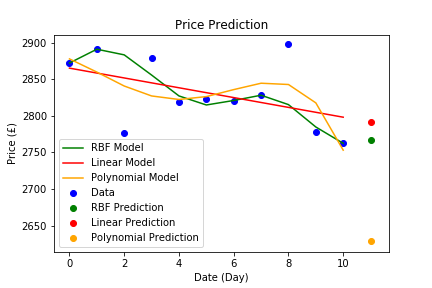 Price Prediction
2900
2850
2800
2750
2700
2650
Price (£)
RBF Model
Linear Model
Polynomial Model
Data
RBF Prediction
Linear Prediction
Polynomial Prediction
0 2 4 6 8 10
Date (Day)